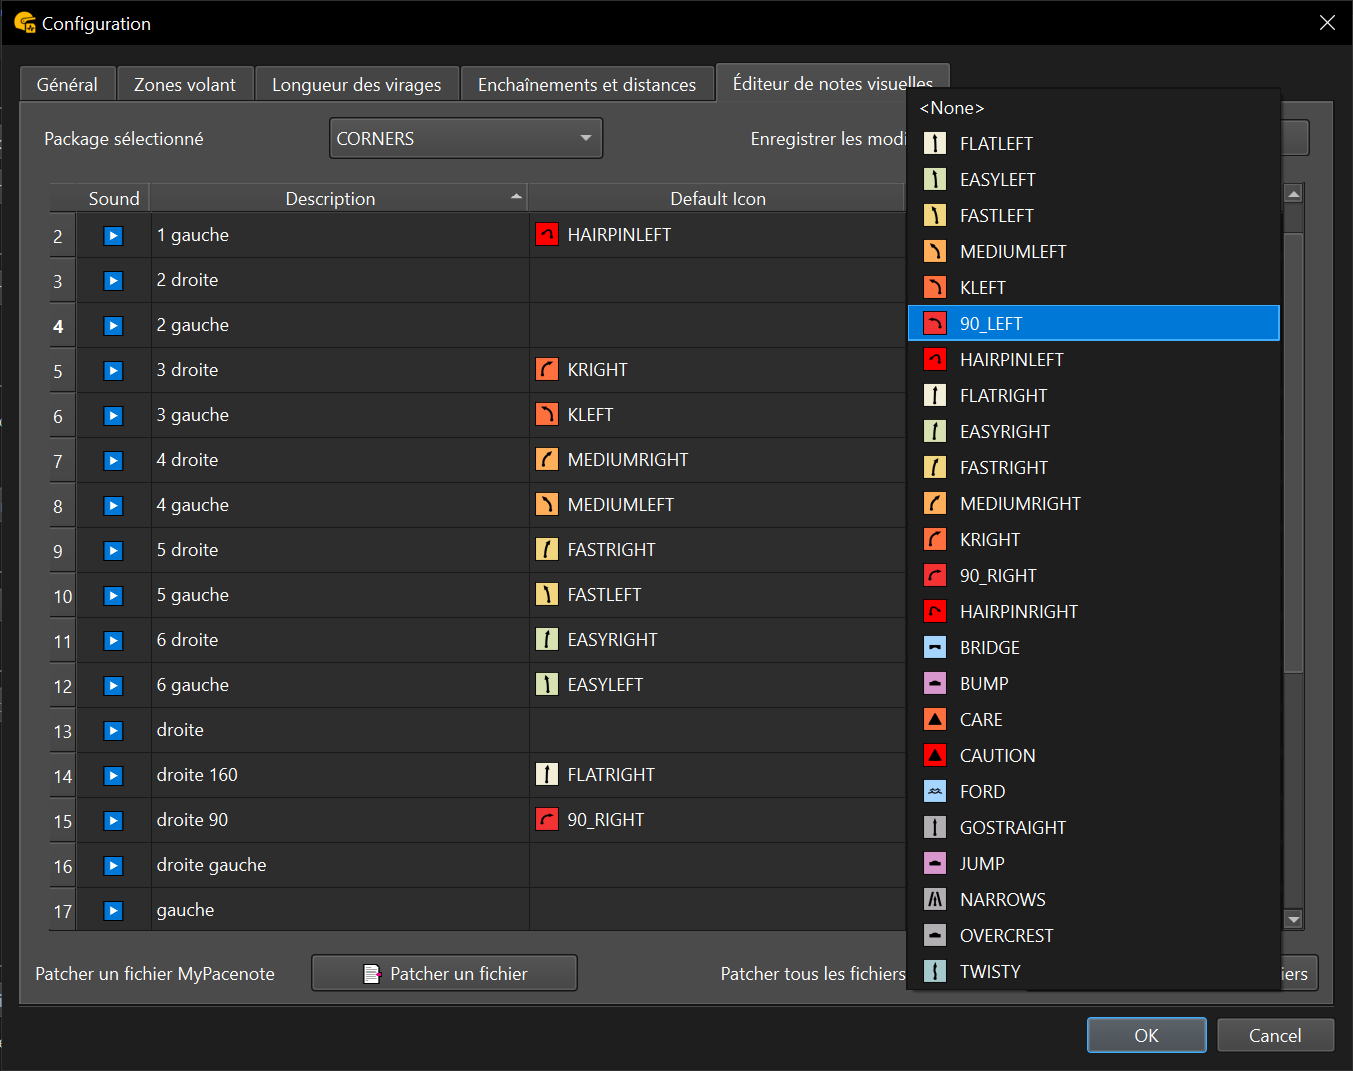 Configuration
Général
Zones volant
Longueur des virages
Enchaînements et distances
Éditeur de notes visuelles
Package sélectionné
CORNERS
Enregistrer les modi
Sound
Description
Default Icon
2
1 gauche
HAIRPINLEFT
3
2 droite
4
2 gauche
5
3 droite
KRIGHT
6
3 gauche
KLEFT
7
4 droite
MEDIUMRIGHT
8
4 gauche
MEDIUMLEFT
9
5 droite
FASTRIGHT
10
5 gauche
FASTLEFT
11
6 droite
EASYRIGHT
12
6 gauche
EASYLEFT
13
droite
14
droite 160
FLATRIGHT
15
droite 90
90_RIGHT
16
droite gauche
17
gauche
<None>
FLATLEFT
EASYLEFT
FASTLEFT
MEDIUMLEFT
KLEFT
90_LEFT
HAIRPINLEFT
FLATRIGHT
EASYRIGHT
FASTRIGHT
MEDIUMRIGHT
KRIGHT
90_RIGHT
HAIRPINRIGHT
BRIDGE
BUMP
CARE
CAUTION
FORD
GOSTRAIGHT
JUMP
NARROWS
OVERCREST
TWISTY
Patcher un fichier MyPacenote
Patcher un fichier
Patcher tous les fichiers
iers
OK
Cancel